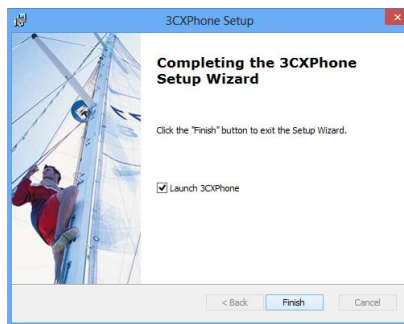 3CXPhone Setup
Completing the 3CXPhone
Setup Wizard
Click the "Finish" button to exit the Setup Wizard.
Launch 3CXPhone
< Back Finish Cancel